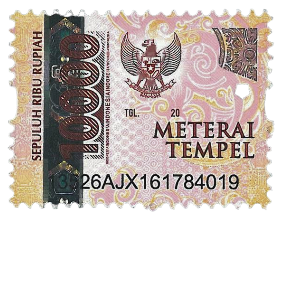 SEPULUH RIBU RUPIAH
10000
TGL. 20
METERAI
TEMPEL
26AJX161784019